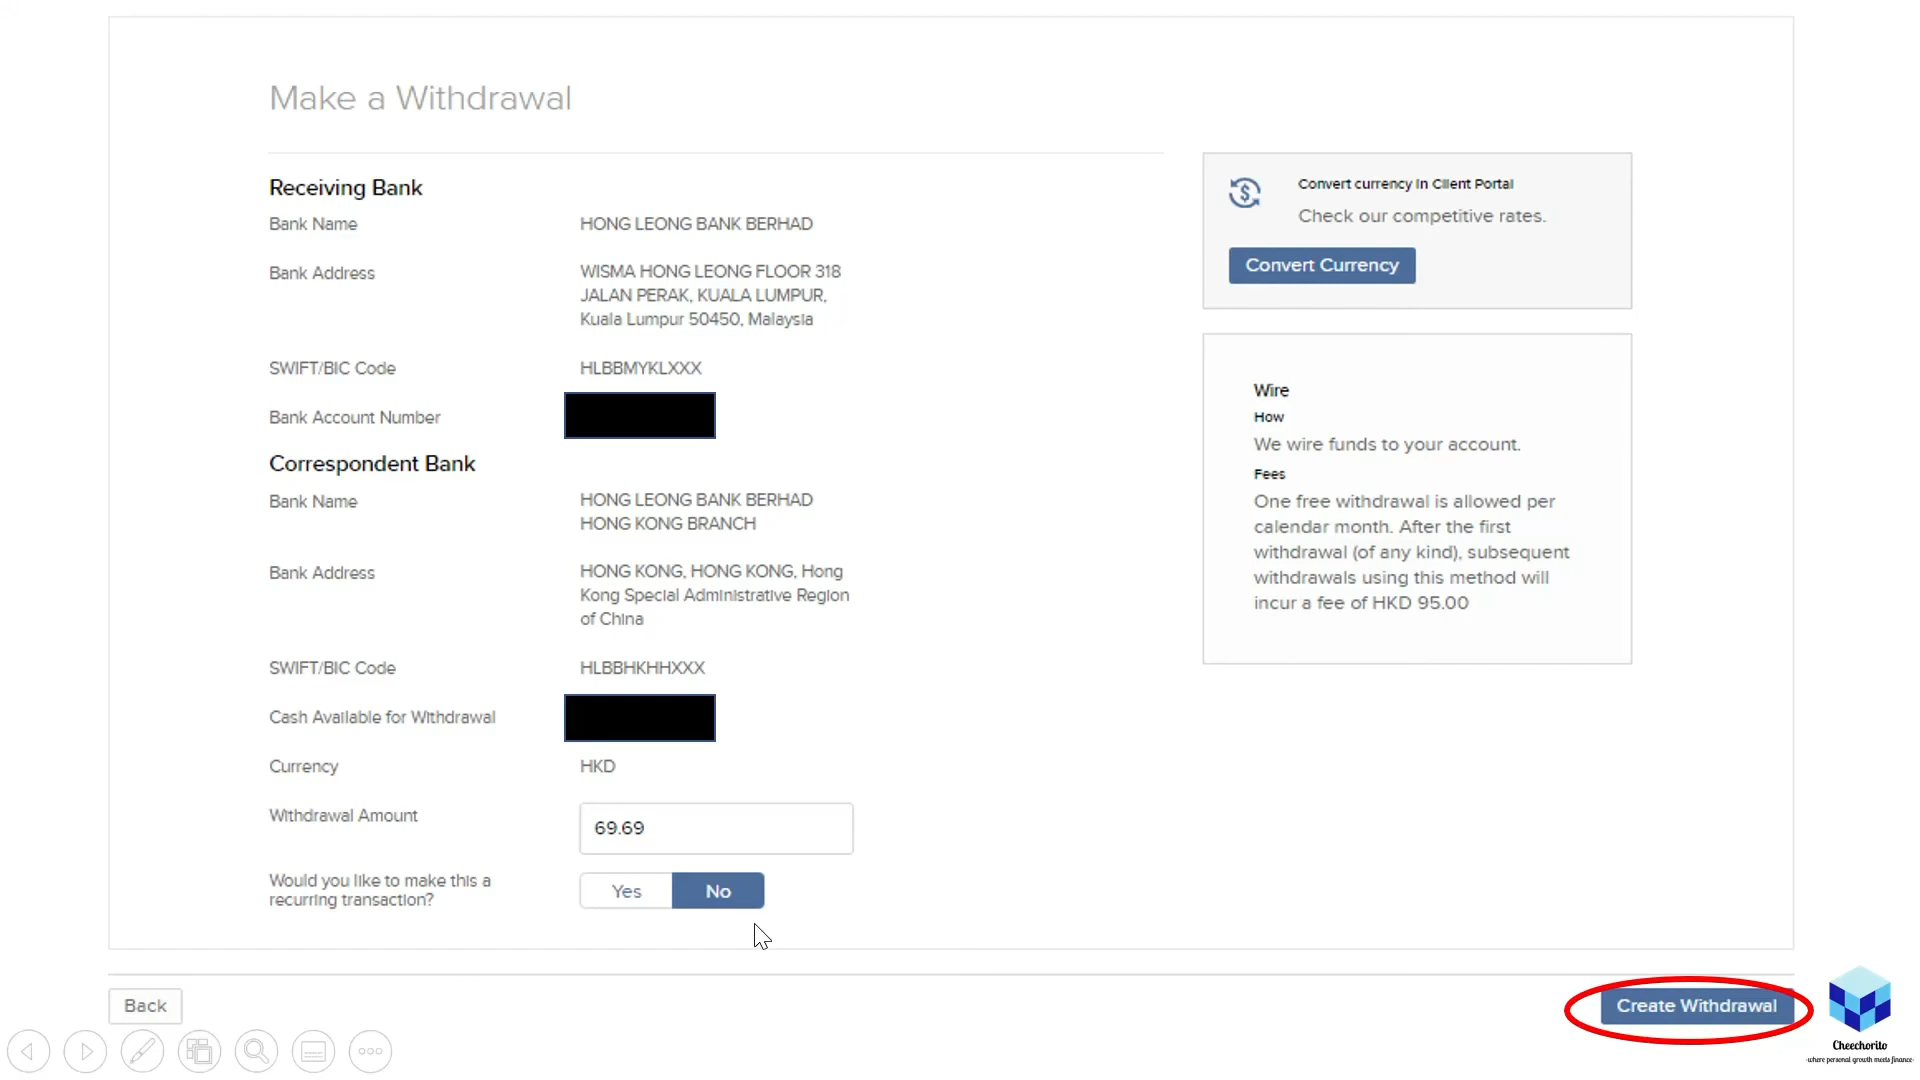 Make a Withdrawal
Receiving Bank
Bank Name
HONG LEONG BANK BERHAD
Bank Address
WISMA HONG LEONG FLOOR 318
JALAN PERAK, KUALA LUMPUR,
Kuala Lumpur 50450, Malaysia
SWIFT/BIC Code
HLBBMYKLXXX
Bank Account Number
Correspondent Bank
Bank Name
HONG LEONG BANK BERHAD
HONG KONG BRANCH
Bank Address
HONG KONG, HONG KONG, Hong
Kong Special Administrative Region
of China
SWIFT/BIC Code
HLBBHKHHXXX
Cash Available for Withdrawal
Currency
HKD
Withdrawal Amount
69.69
Would you like to make this a
recurring transaction?
Yes
No
Convert currency in Client Portal
Check our competitive rates.
Convert Currency
Wire
How
We wire funds to your account.
Fees
One free withdrawal is allowed per
calendar month. After the first
withdrawal (of any kind), subsequent
withdrawals using this method will
incur a fee of HKD 95.00
Back
Create Withdrawal
Cheechorito
-where personal growth meets finance-